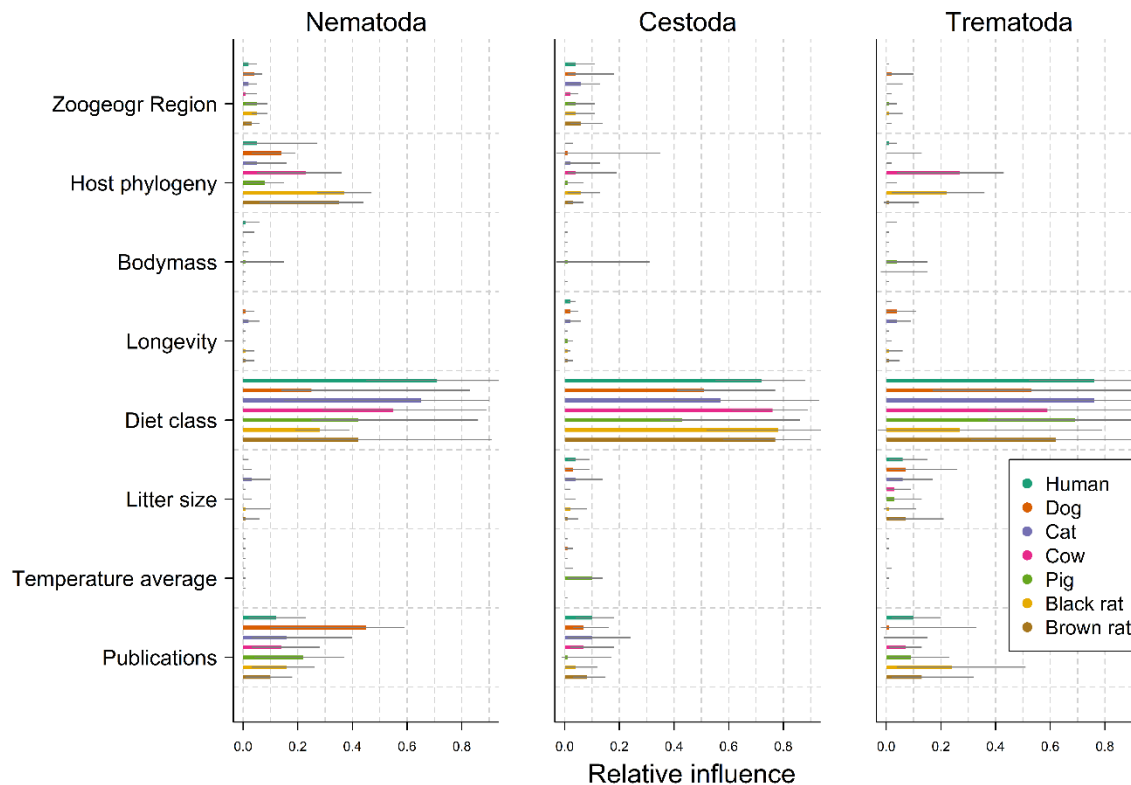 Nematoda
Cestoda
Trematoda
Zoogeogr Region
Host phylogeny
Bodymass
Longevity
Diet class
Litter size
Temperature average
Publications
Human
Dog
Cat
Cow
Pig
Black rat
Brown rat
0.0 0.2 0.4 0.6 0.8
0.0 0.2 0.4 0.6 0.8
0.0 0.2 0.4 0.6 0.8
Relative influence